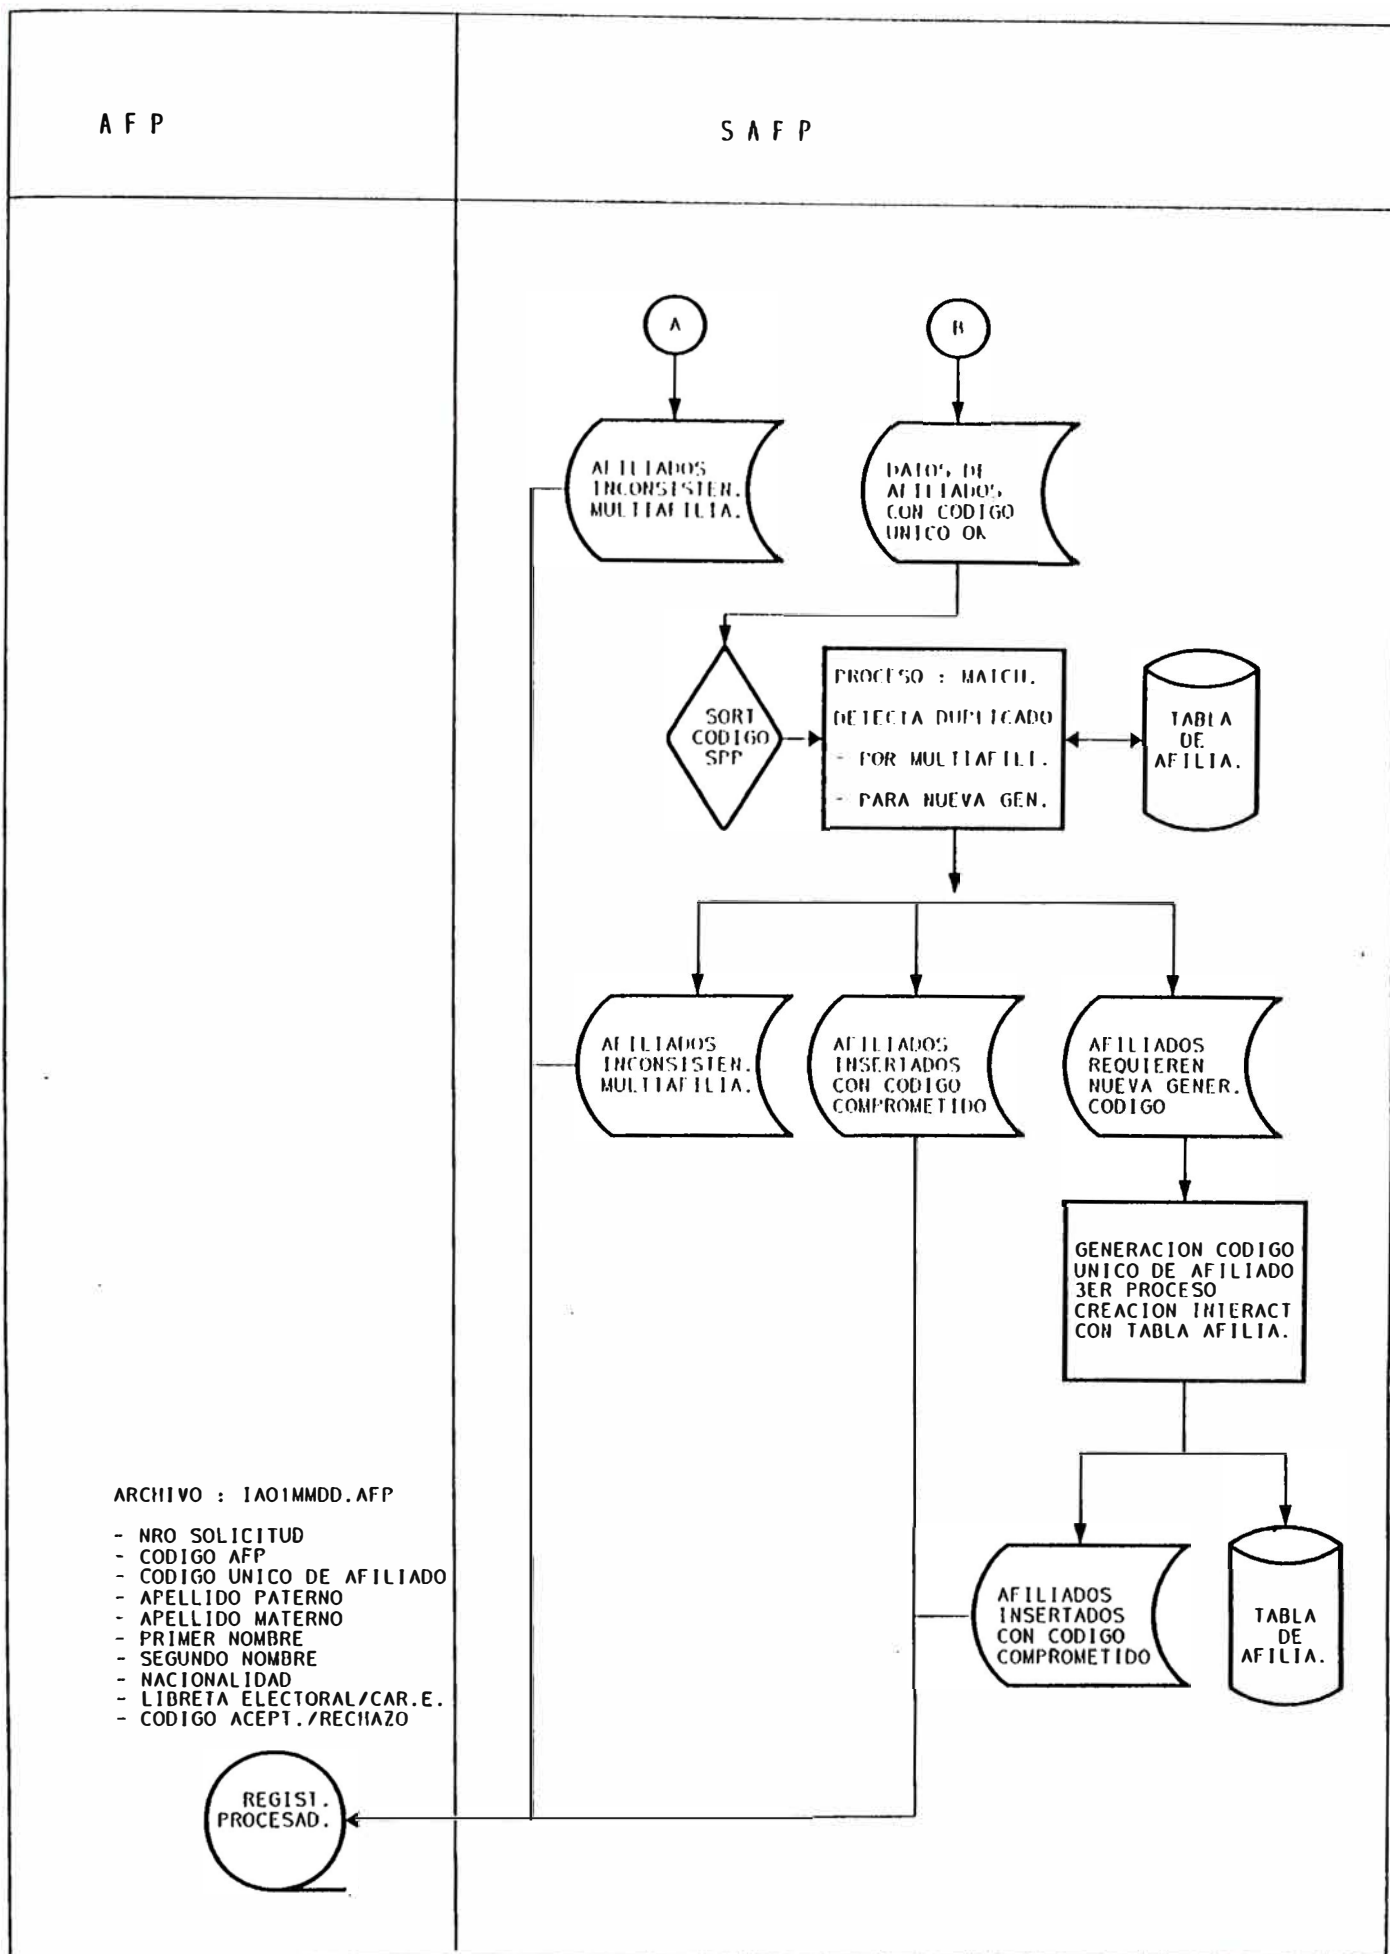 A F P
S A F P
A
B
AFILIADOS
INCONSISTEN.
MULTIAFILIA.
DATOS DE
AFILIADOS
CON CODIGO
UNICO OK
SORT
CODIGO
SPP
PROCESO : MATCH.
DETECTA DUPLICADO
- POR MULTIAFILI.
- PARA NUEVA GEN.
TABLA
DE
AFILIA.
AFILIADOS
INCONSISTEN.
MULTIAFILIA.
AFILIADOS
INSERTADOS
CON CODIGO
COMPROMETIDO
AFILIADOS
REQUIEREN
NUEVA GENER.
CODIGO
GENERACION CODIGO
UNICO DE AFILIADO
3ER PROCESO
CREACION INTERACT
CON TABLA AFILIA.
ARCHIVO : IA01MMDD.AFP
- NRO SOLICITUD
- CODIGO AFP
- CODIGO UNICO DE AFILIADO
- APELLIDO PATERNO
- APELLIDO MATERNO
- PRIMER NOMBRE
- SEGUNDO NOMBRE
- NACIONALIDAD
- LIBRETA ELECTORAL/CAR.E.
- CODIGO ACEPT./RECHAZO
AFILIADOS
INSERTADOS
CON CODIGO
COMPROMETIDO
TABLA
DE
AFILIA.
REGIST.
PROCESAD.